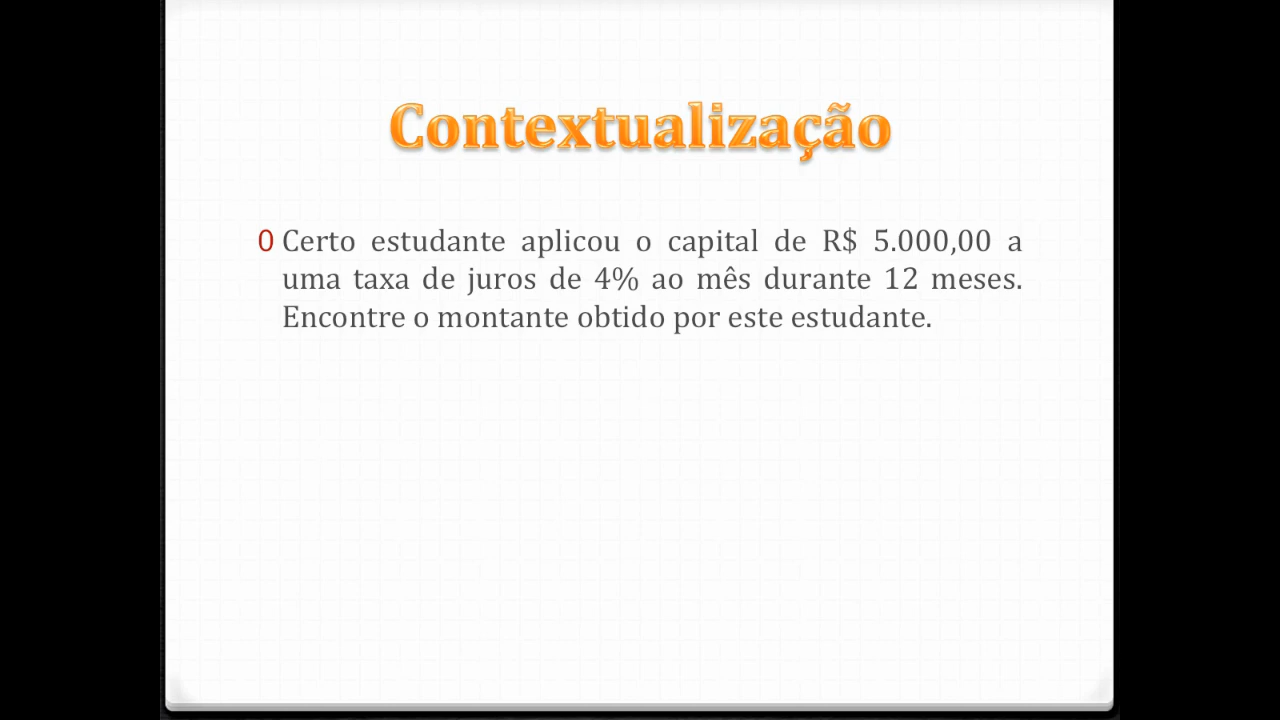 Contextualização
0 Certo estudante aplicou o capital de R$ 5.000,00 a
uma taxa de juros de 4% ao mês durante 12 meses.
Encontre o montante obtido por este estudante.